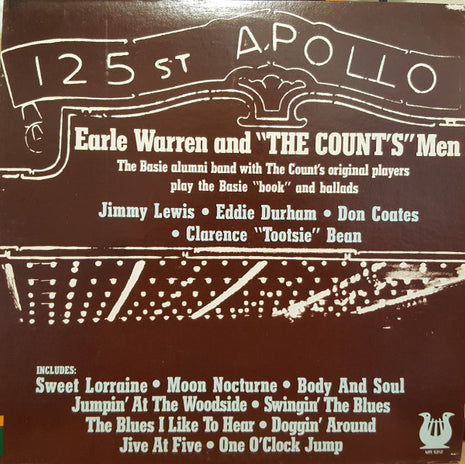 125 ST APOLLO
Earle Warren and "THE COUNT'S" Men
The Basie alumni band with The Count's original players
play the Basie "book" and ballads
Jimmy Lewis • Eddie Durham • Don Coates
• Clarence "Tootsie" Bean
INCLUDES:
Sweet Lorraine • Moon Nocturne • Body And Soul
Jumpin' At The Woodside • Swingin' The Blues
The Blues I Like To Hear • Doggin' Around
Jive At Five • One O'Clock Jump